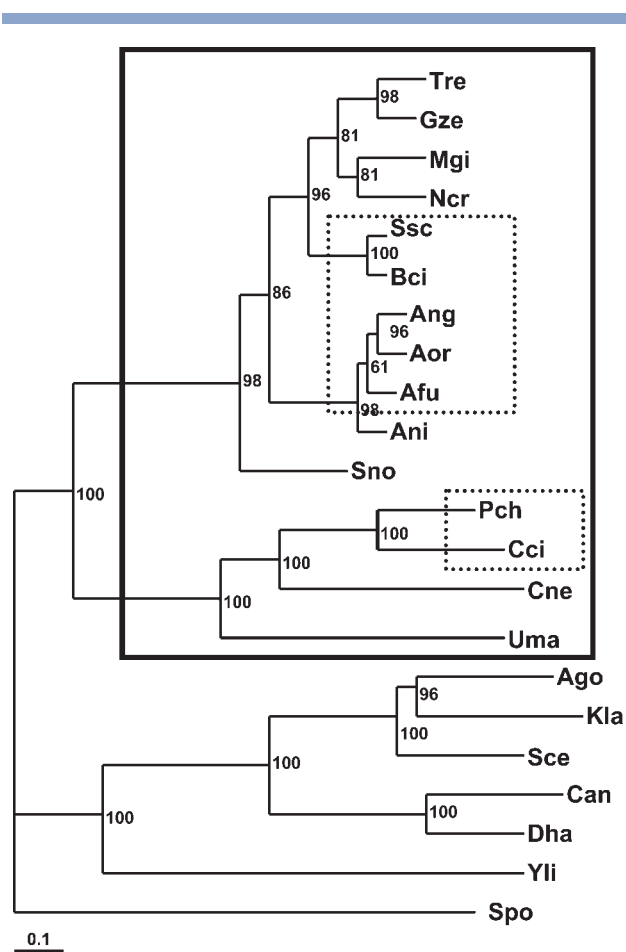 Tre
98
Gze
81
Mgi
81
Ncr
96
Ssc
100
Bci
86
Ang
96
Aor
61
Afu
98
98
Ani
Sno
100
Pch
100
Cci
100
Cne
100
Uma
Ago
96
Kla
100
Sce
100
Can
100
Dha
100
Yli
Spo
0.1